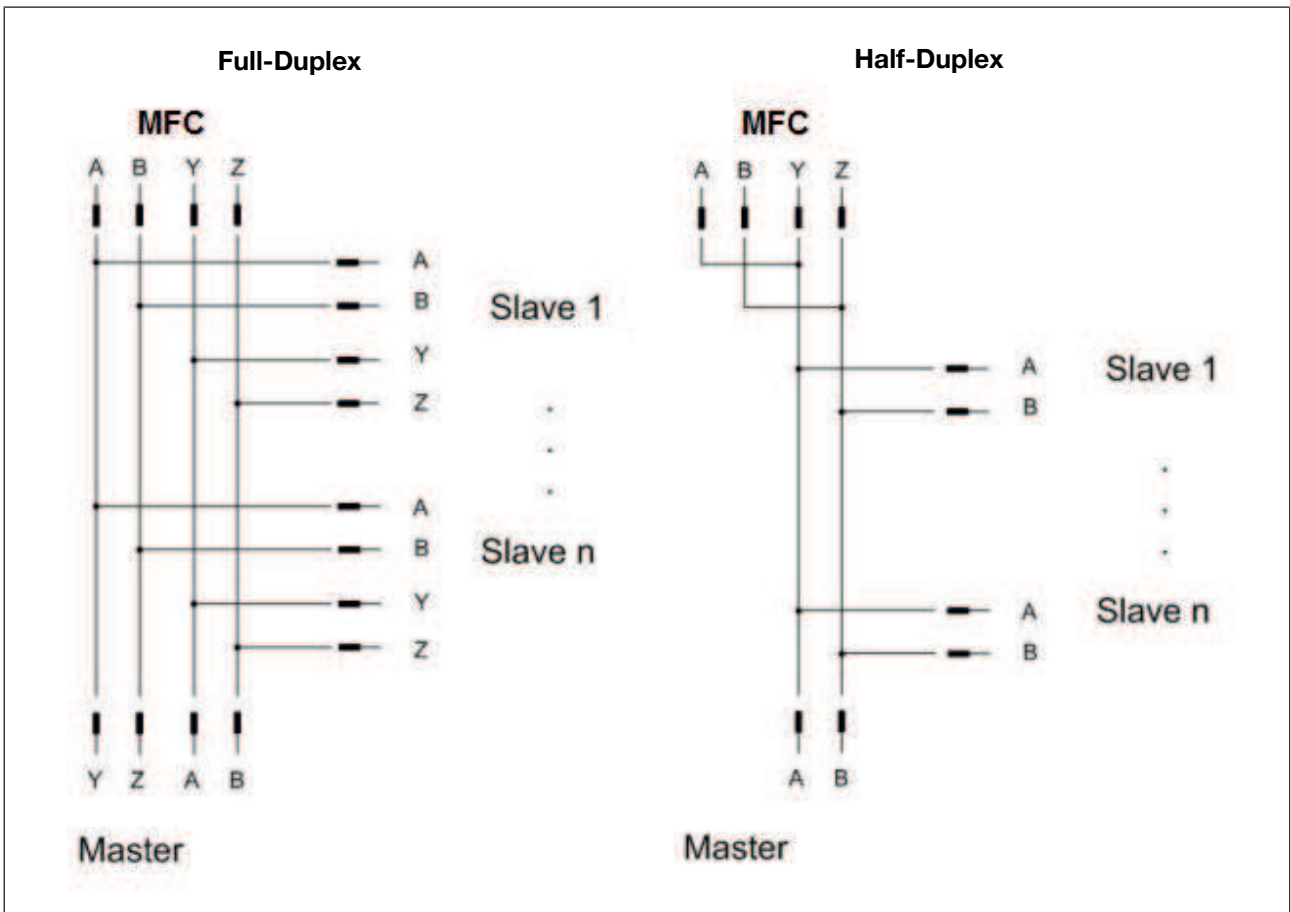 Full-Duplex
MFC
A B Y Z
A
B
Slave 1
Y
Z
A
B
Slave n
Y
Z
Y Z A B
Master
Half-Duplex
MFC
A B Y Z
A
Slave 1
B
A
Slave n
B
A B
Master